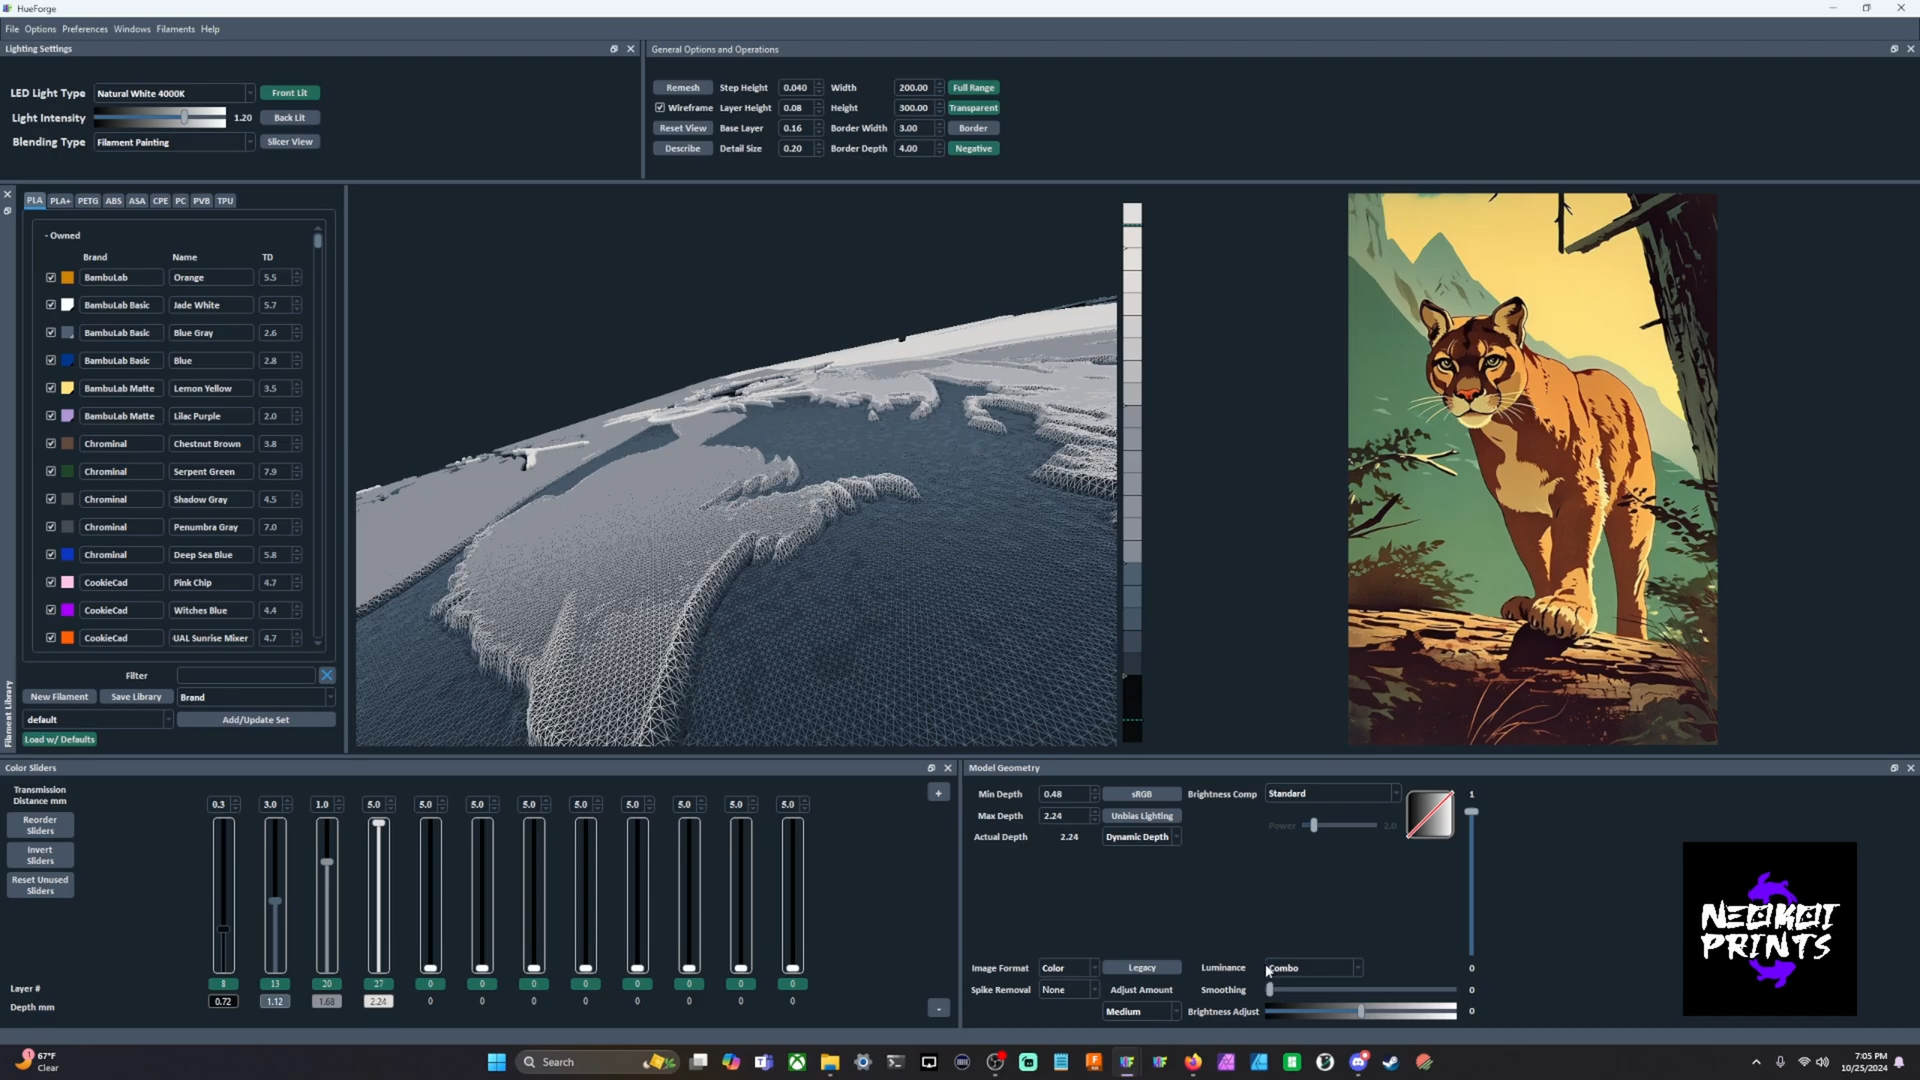 HueForge
File Options Preferences Windows Filaments Help
Lighting Settings
LED Light Type Natural White 4000K Front Lit
Light Intensity 1.20 Back Lit
Blending Type Filament Painting Slicer View
General Options and Operations
Remesh Step Height 0.040 Width 200.00 Full Range
Wireframe Layer Height 0.08 Height 300.00 Transparent
Reset View Base Layer 0.16 Border Width 3.00 Border
Describe Detail Size 0.20 Border Depth 4.00 Negative
Filament Library
PLA PLA+ PETG ABS ASA CPE PC PVB TPU
- Owned
Brand Name TD
BambuLab Orange 5.5
BambuLab Basic Jade White 5.7
BambuLab Basic Blue Gray 2.6
BambuLab Basic Blue 2.8
BambuLab Matte Lemon Yellow 3.5
BambuLab Matte Lilac Purple 2.0
Chrominal Chestnut Brown 3.8
Chrominal Serpent Green 7.9
Chrominal Shadow Gray 4.5
Chrominal Penumbra Gray 7.0
Chrominal Deep Sea Blue 5.8
CookieCad Pink Chip 4.7
CookieCad Witches Blue 4.4
CookieCad UAL Sunrise Mixer 4.7
Filter
New Filament Save Library Brand
default Add/Update Set
Load w/ Defaults
Color Sliders
Transmission
Distance mm
0.3 3.0 1.0 5.0 5.0 5.0 5.0 5.0 5.0 5.0 5.0 5.0 +
Reorder
Sliders
Invert
Sliders
Reset Unused
Sliders
Layer # 8 13 20 27 0 0 0 0 0 0 0 0
Depth mm 0.72 1.12 1.68 2.24 0 0 0 0 0 0 0 0 -
Model Geometry
Min Depth 0.48 sRGB Brightness Comp Standard 1
Max Depth 2.24 Unbias Lighting Power 2.0
Actual Depth 2.24 Dynamic Depth
Image Format Color Legacy Luminance Combo 0
Spike Removal None Adjust Amount Smoothing 0
Medium Brightness Adjust 0
NEOKOI
PRINTS
1
67°F
Clear
Search
7:05 PM
10/25/2024